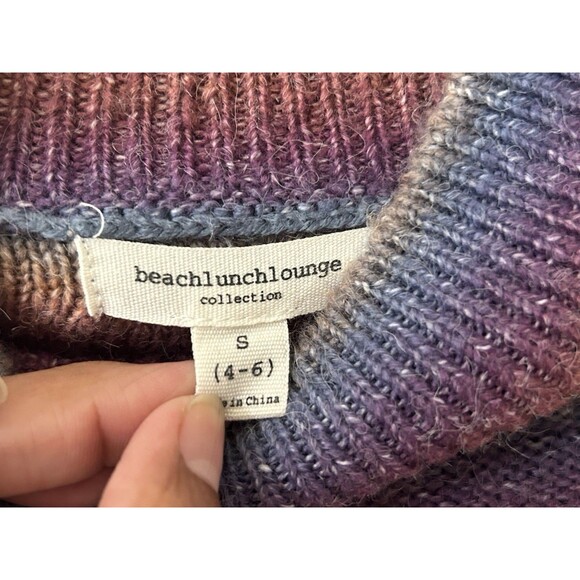 beachlunchlounge
collection
S
(4-6)
in China